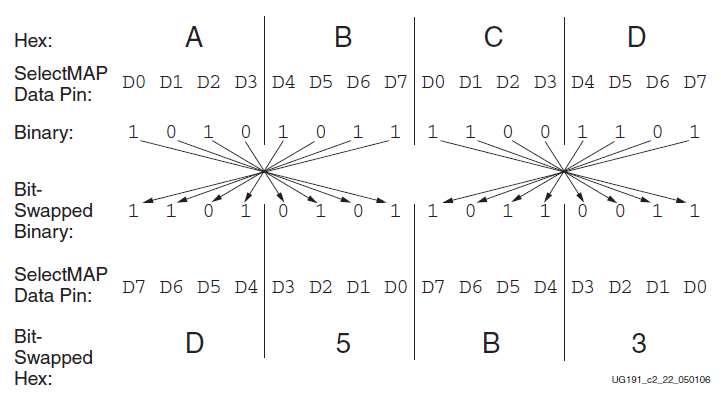 Hex: A B C D
SelectMAP
Data Pin: D0 D1 D2 D3 D4 D5 D6 D7 D0 D1 D2 D3 D4 D5 D6 D7
Binary: 1 0 1 0 1 0 1 1 1 1 0 0 1 1 0 1
Bit-
Swapped
Binary: 1 1 0 1 0 1 0 1 1 0 1 1 0 0 1 1
SelectMAP
Data Pin: D7 D6 D5 D4 D3 D2 D1 D0 D7 D6 D5 D4 D3 D2 D1 D0
Bit-
Swapped
Hex: D 5 B 3
UG191_c2_22_050106